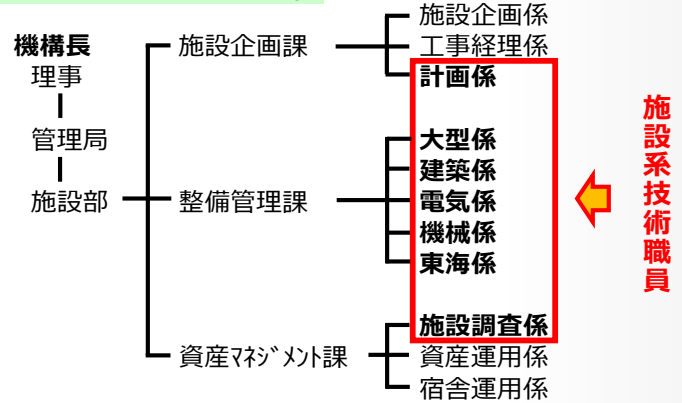 施設企画係
機構長
施設企画課
工事経理係
理事
計画係
管理局
大型係
建築係
施設部
整備管理課
電気係
機械係
東海係
施設系技術職員
施設調査係
資産ﾏﾈｼﾞﾒﾝﾄ課
資産運用係
宿舎運用係